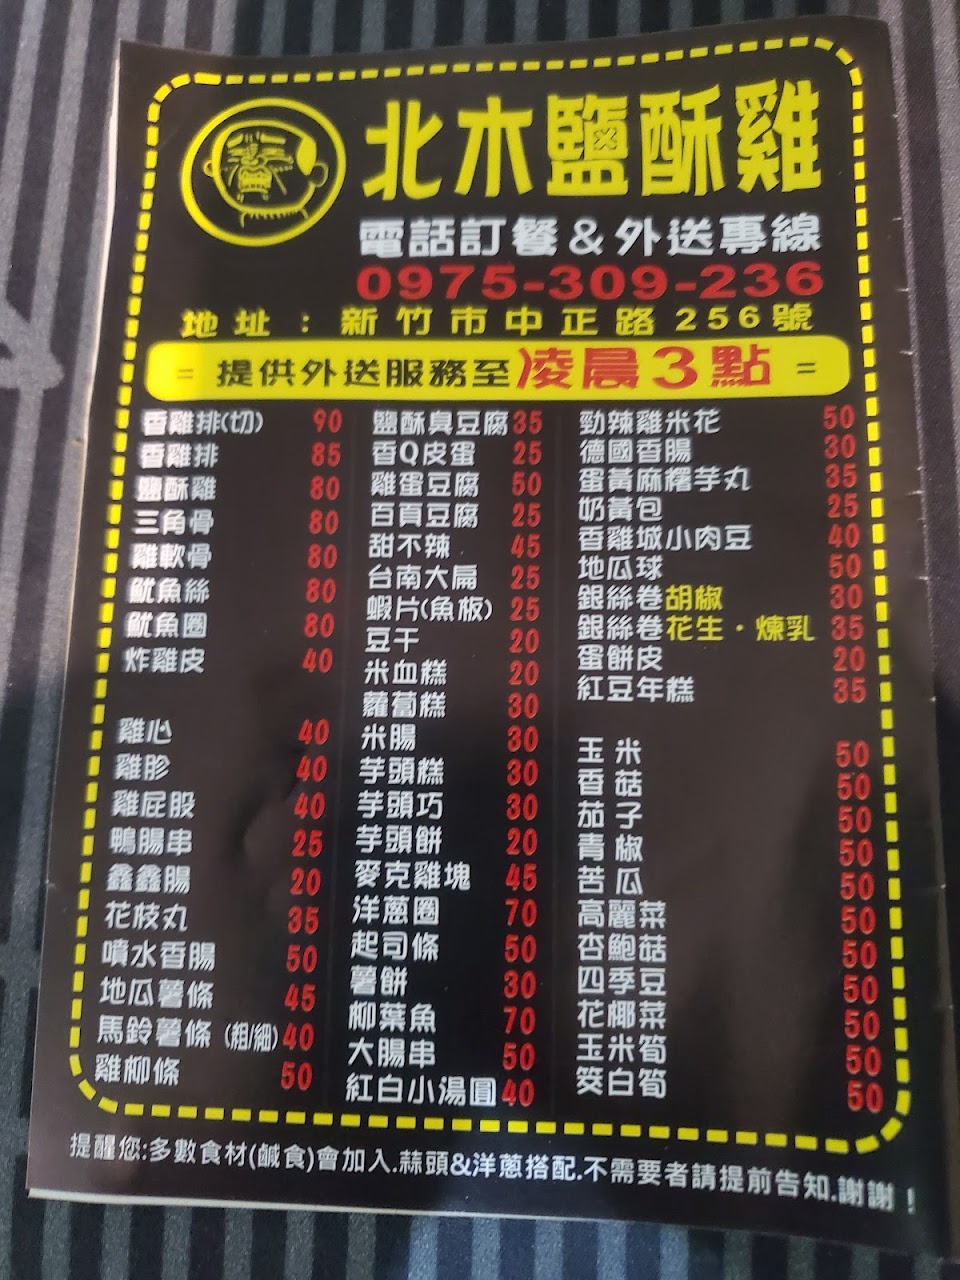 北木鹽酥雞
電話訂餐&外送專線
0975-309-236
地址：新竹市中正路256號
= 提供外送服務至凌晨3點 =
香雞排(切) 90
香雞排 85
鹽酥雞 80
三角骨 80
雞軟骨 80
魷魚絲 80
魷魚圈 80
炸雞皮 40
雞心 40
雞胗 40
雞屁股 40
鴨腸串 25
鑫鑫腸 20
花枝丸 35
噴水香腸 50
地瓜薯條 45
馬鈴薯條(粗/細) 40
雞柳條 50
鹽酥臭豆腐 35
香Q皮蛋 25
雞蛋豆腐 50
百頁豆腐 25
甜不辣 45
台南大扁 25
蝦片(魚板) 25
豆干 20
米血糕 20
蘿蔔糕 30
米腸 30
芋頭糕 30
芋頭巧 30
芋頭餅 20
麥克雞塊 45
洋蔥圈 70
起司條 50
薯餅 30
柳葉魚 70
大腸串 50
紅白小湯圓 40
勁辣雞米花 50
德國香腸 30
蛋黃麻糬芋丸 35
奶黃包 25
香雞城小肉豆 40
地瓜球 50
銀絲卷胡椒 30
銀絲卷花生・煉乳 35
蛋餅皮 20
紅豆年糕 35
玉米 50
香菇 50
茄子 50
青椒 50
苦瓜 50
高麗菜 50
杏鮑菇 50
四季豆 50
花椰菜 50
玉米筍 50
筊白筍 50
提醒您:多數食材(鹹食)會加入.蒜頭&洋蔥搭配.不需要者請提前告知.謝謝！